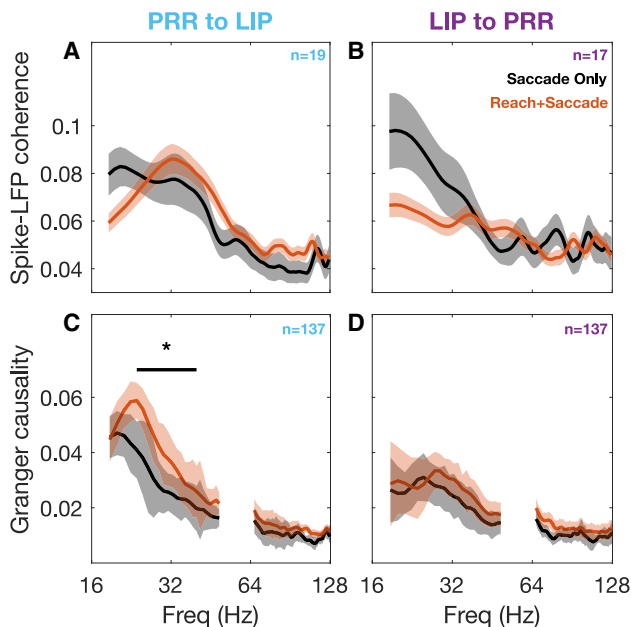 PRR to LIP
LIP to PRR
A
n=19
B
n=17
Saccade Only
Reach+Saccade
Spike-LFP coherence
0.1
0.08
0.06
0.04
C
n=137
*
D
n=137
Granger causality
0.06
0.04
0.02
16
32
64
128
16
32
64
128
Freq (Hz)
Freq (Hz)